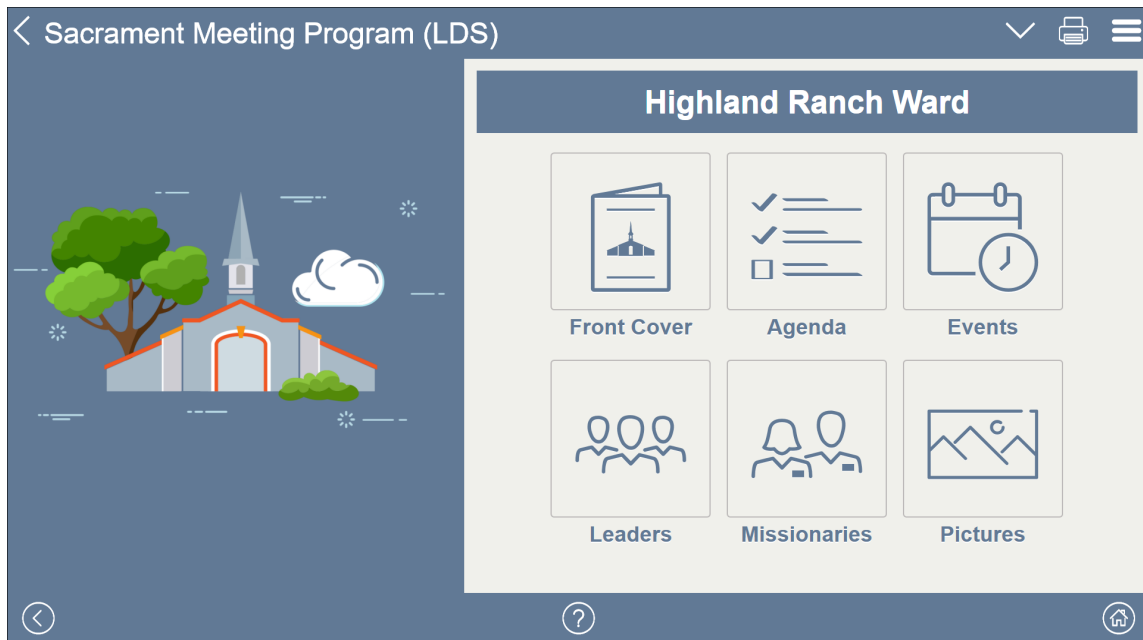 Sacrament Meeting Program (LDS)
Highland Ranch Ward
Front Cover
Agenda
Events
Leaders
Missionaries
Pictures
?